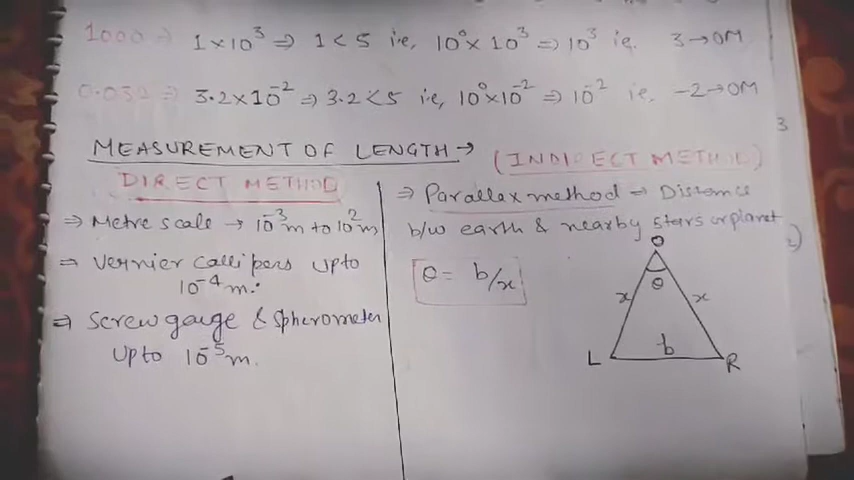 1000 ⇒ 1×10³ ⇒ 1<5 i.e, 10⁰×10³ ⇒ 10³ ie. 3→OM
0.032 ⇒ 3.2×10⁻² ⇒ 3.2<5 i.e, 10⁰×10⁻² ⇒ 10⁻² ie, -2→OM
MEASUREMENT OF LENGTH→
(INDIRECT METHOD)
DIRECT METHOD
⇒ Metre scale → 10⁻³m to 10²m
⇒ Vernier callipers upto
10⁻⁴m.
⇒ Screw gauge & Spherometer
upto 10⁻⁵m.
⇒ Parallax method → Distance
b/w earth & nearby stars or planet
θ = b/x
O
θ
x x
b
L R
3
2)